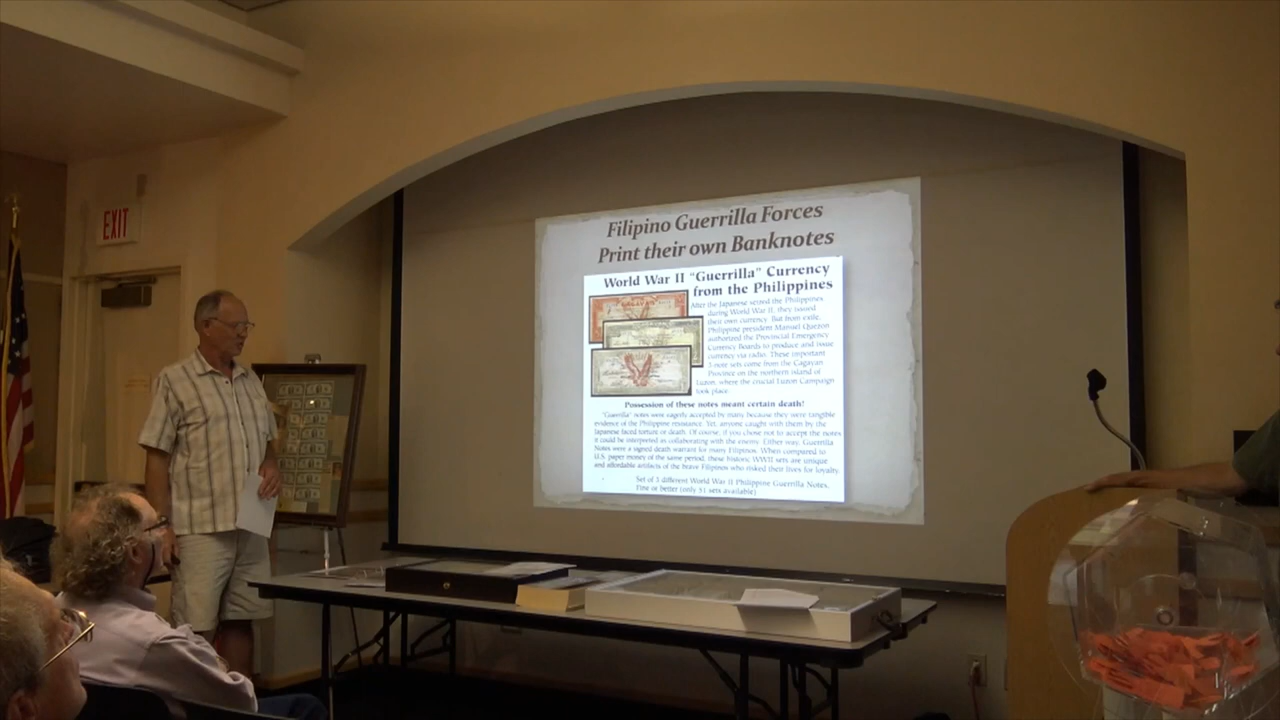 EXIT
Filipino Guerrilla Forces
Print their own Banknotes
World War II "Guerrilla" Currency
from the Philippines
CAGAYAN
After the Japanese seized the Philippines
during World War II, they issued
their own currency. But from exile,
Philippine president Manuel Quezon
authorized the Provincial Emergency
Currency Boards to produce and issue
currency via radio. These important
3-note sets come from the Cagayan
Province on the northern island of
Luzon, where the crucial Luzon Campaign
took place.
Possession of these notes meant certain death!
"Guerrilla" notes were eagerly accepted by many because they were tangible
evidence of the Philippine resistance. Yet, anyone caught with them by the
Japanese faced torture or death. Of course, if you chose not to accept the notes
it could be interpreted as collaborating with the enemy. Either way, Guerrilla
Notes were a signed death warrant for many Filipinos. When compared to
U.S. paper money of the same period, these historic WWII sets are unique
and affordable artifacts of the brave Filipinos who risked their lives for loyalty.
Set of 3 different World War II Philippine Guerrilla Notes,
Fine or better (only 31 sets available)